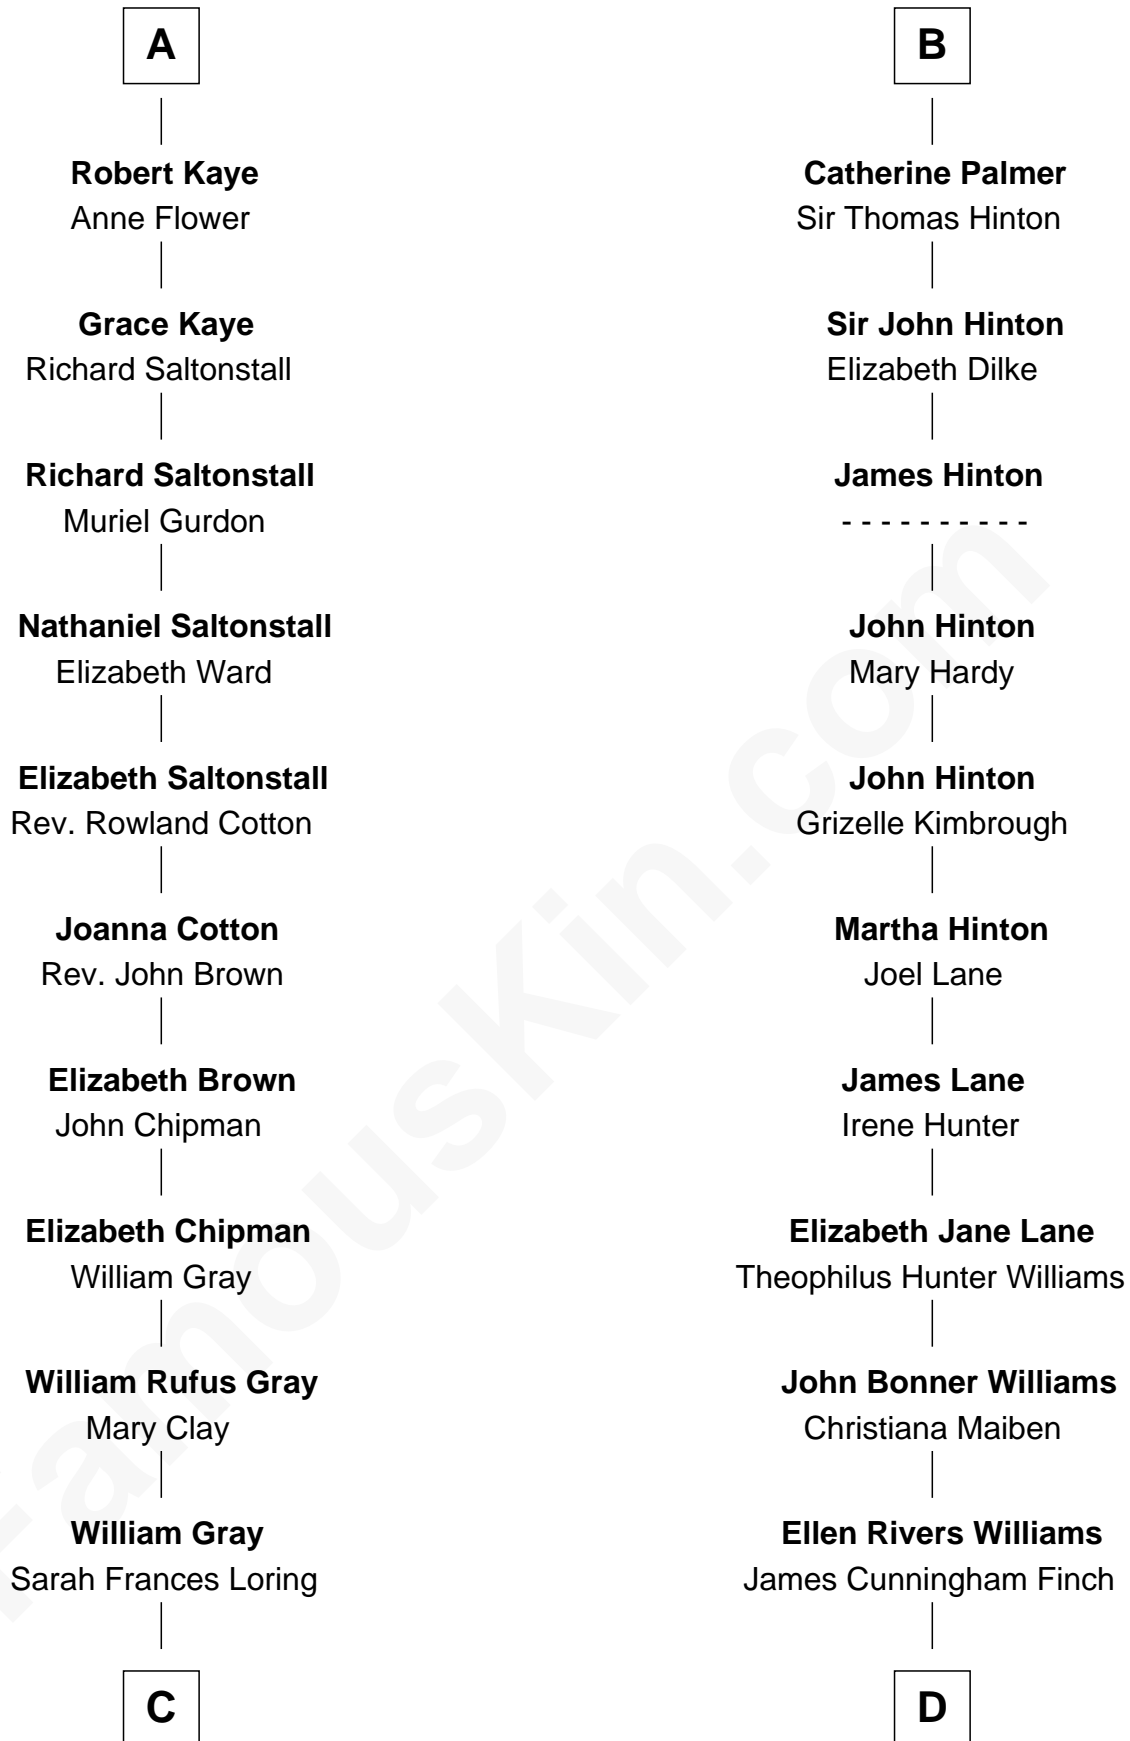 A
Robert Kaye
Anne Flower
Grace Kaye
Richard Saltonstall
Richard Saltonstall
Muriel Gurdon
Nathaniel Saltonstall
Elizabeth Ward
Elizabeth Saltonstall
Rev. Rowland Cotton
Joanna Cotton
Rev. John Brown
Elizabeth Brown
John Chipman
Elizabeth Chipman
William Gray
William Rufus Gray
Mary Clay
William Gray
Sarah Frances Loring
C
B
Catherine Palmer
Sir Thomas Hinton
Sir John Hinton
Elizabeth Dilke
James Hinton
- - - - - - - - - -
John Hinton
Mary Hardy
John Hinton
Grizelle Kimbrough
Martha Hinton
Joel Lane
James Lane
Irene Hunter
Elizabeth Jane Lane
Theophilus Hunter Williams
John Bonner Williams
Christiana Maiben
Ellen Rivers Williams
James Cunningham Finch
D
FamousKin.com